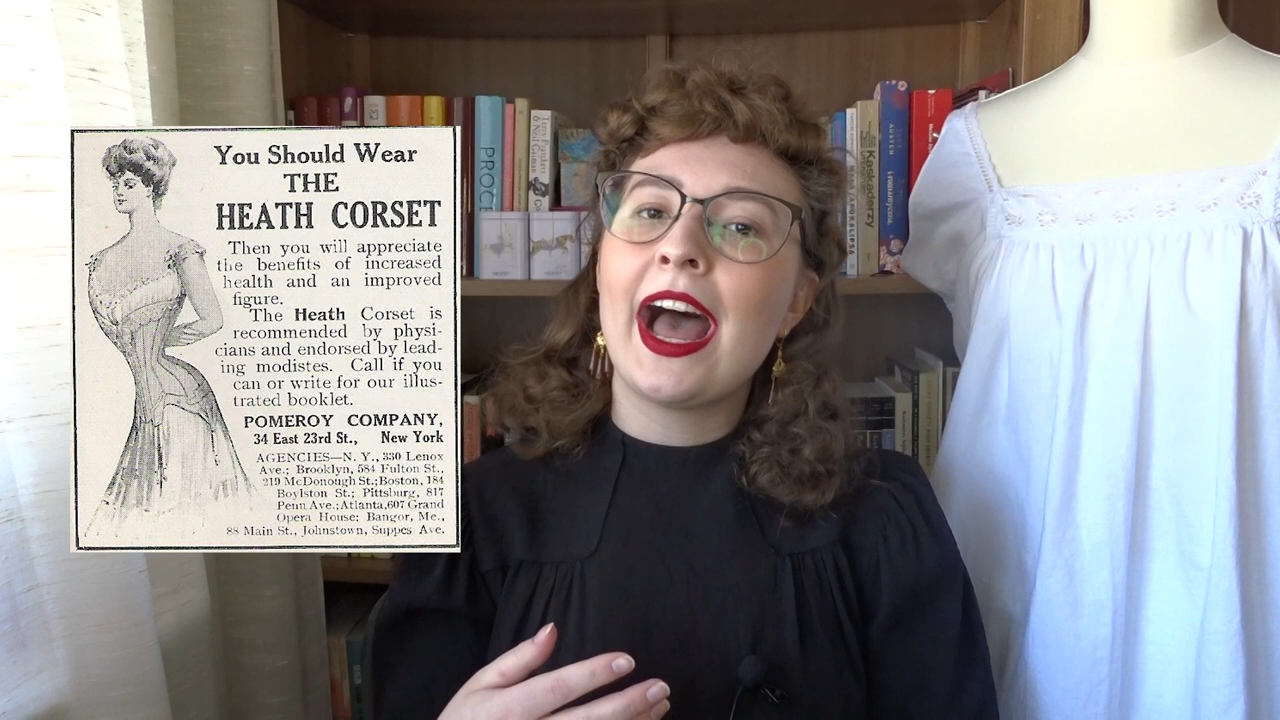 You Should Wear
THE
HEATH CORSET
Then you will appreciate
the benefits of increased
health and an improved
figure.
The Heath Corset is
recommended by physi-
cians and endorsed by lead-
ing modistes. Call if you
can or write for our illus-
trated booklet.
POMEROY COMPANY,
34 East 23rd St., New York
AGENCIES—N. Y., 330 Lenox
Ave.; Brooklyn, 584 Fulton St.,
219 McDonough St.; Boston, 184
Boylston St.; Pittsburg, 817
Penn Ave.; Atlanta, 607 Grand
Opera House; Bangor, Me.,
88 Main St., Johnstown, Suppes Ave.
PROC
AUSTEN
Kaskaderzy